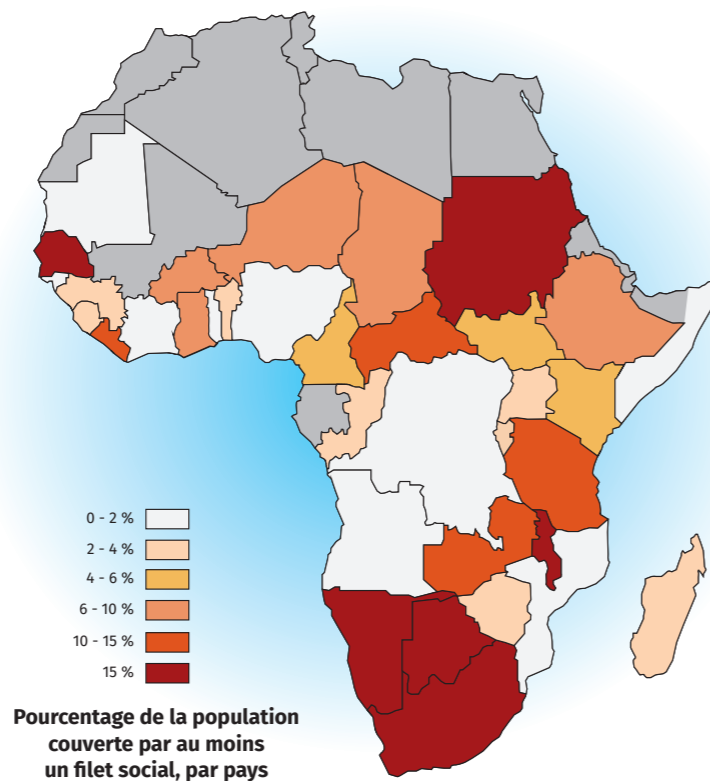 0 - 2 %
2 - 4 %
4 - 6 %
6 - 10 %
10 - 15 %
15 %
Pourcentage de la population
couverte par au moins
un filet social, par pays